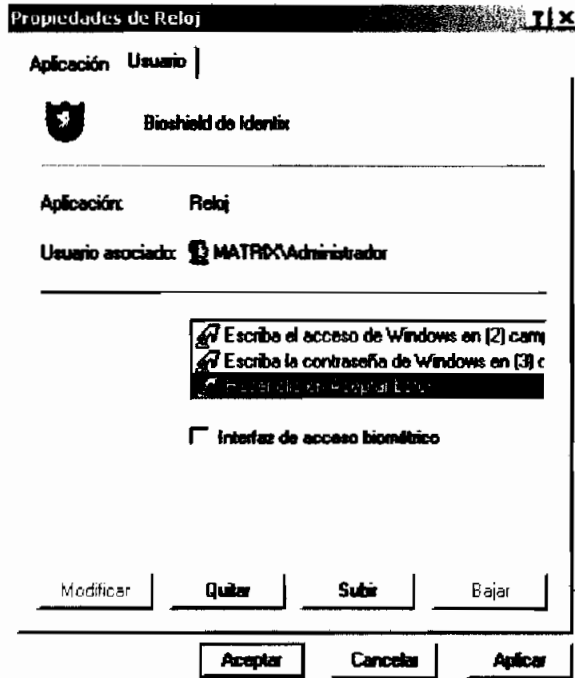 Propiedades de Reloj
Aplicación Usuario
Bioshield de Identix
Aplicación: Reloj
Usuario asociado: MATRIX\Administrador
Escriba el acceso de Windows en (2) cam
Escriba la contraseña de Windows en (3) c
Aceptar
Interfaz de acceso biométrico
Modificar Quitar Subir Bajar
Aceptar Cancelar Aplicar